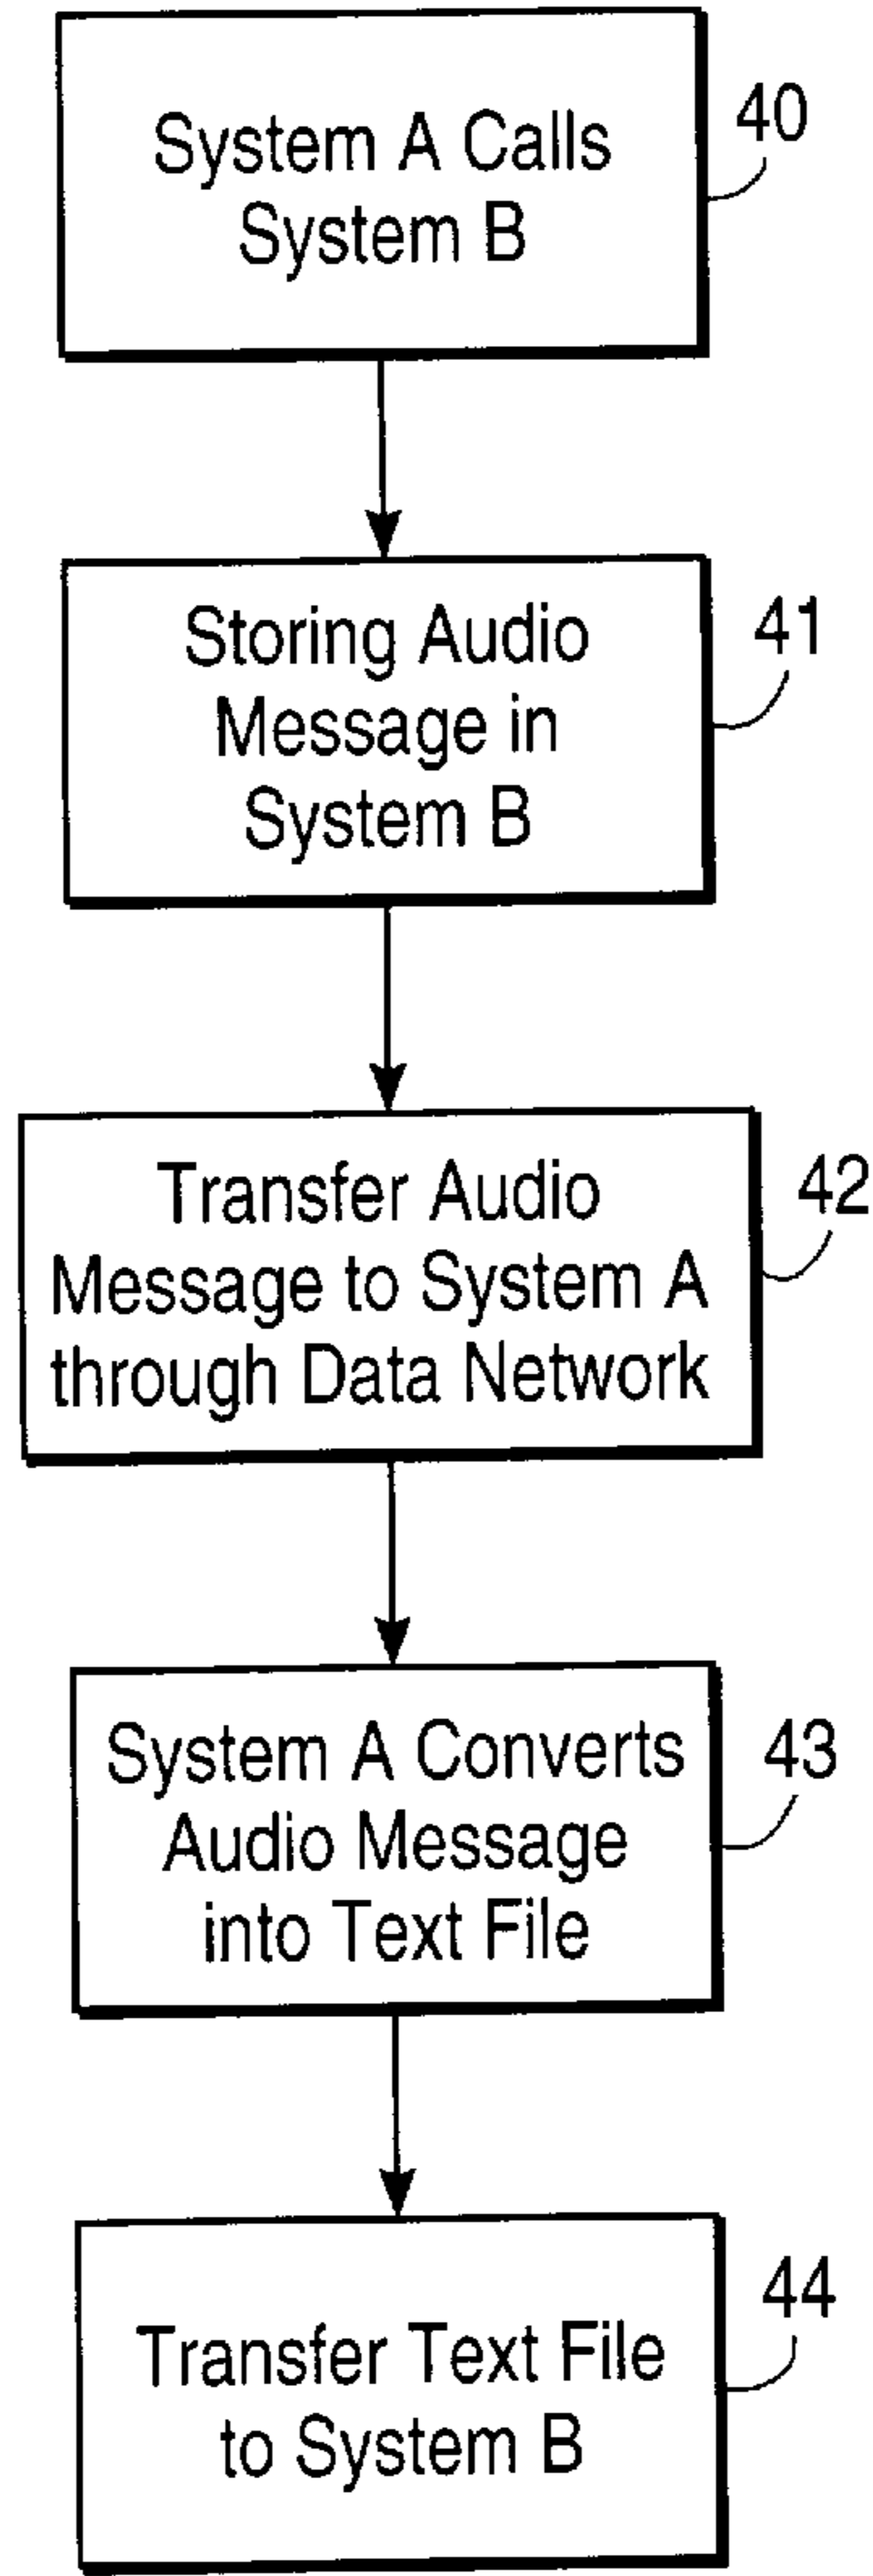 System A Calls
System B
40
Storing Audio
Message in
System B
41
Transfer Audio
Message to System A
through Data Network
42
System A Converts
Audio Message
into Text File
43
Transfer Text File
to System B
44